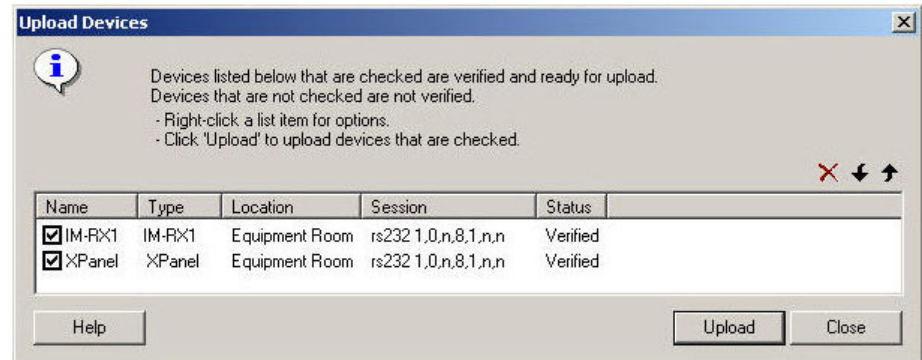 Upload Devices
Devices listed below that are checked are verified and ready for upload.
Devices that are not checked are not verified.
- Right-click a list item for options.
- Click 'Upload' to upload devices that are checked.
Name Type Location Session Status
IM-RX1 IM-RX1 Equipment Room rs232 1,0,n,8,1,n,n Verified
XPanel XPanel Equipment Room rs232 1,0,n,8,1,n,n Verified
Help Upload Close